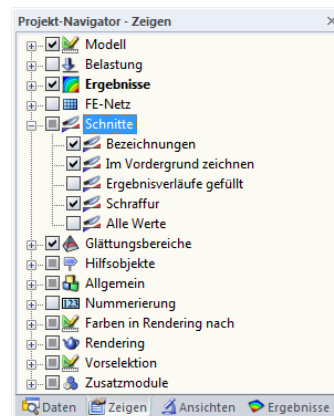 Projekt-Navigator - Zeigen
Modell
Belastung
Ergebnisse
FE-Netz
Schnitte
Bezeichnungen
Im Vordergrund zeichnen
Ergebnisverläufe gefüllt
Schraffur
Alle Werte
Glättungsbereiche
Hilfsobjekte
Allgemein
123 Nummerierung
Farben in Rendering nach
Rendering
Vorselektion
Zusatzmodule
Daten Zeigen Ansichten Ergebnisse